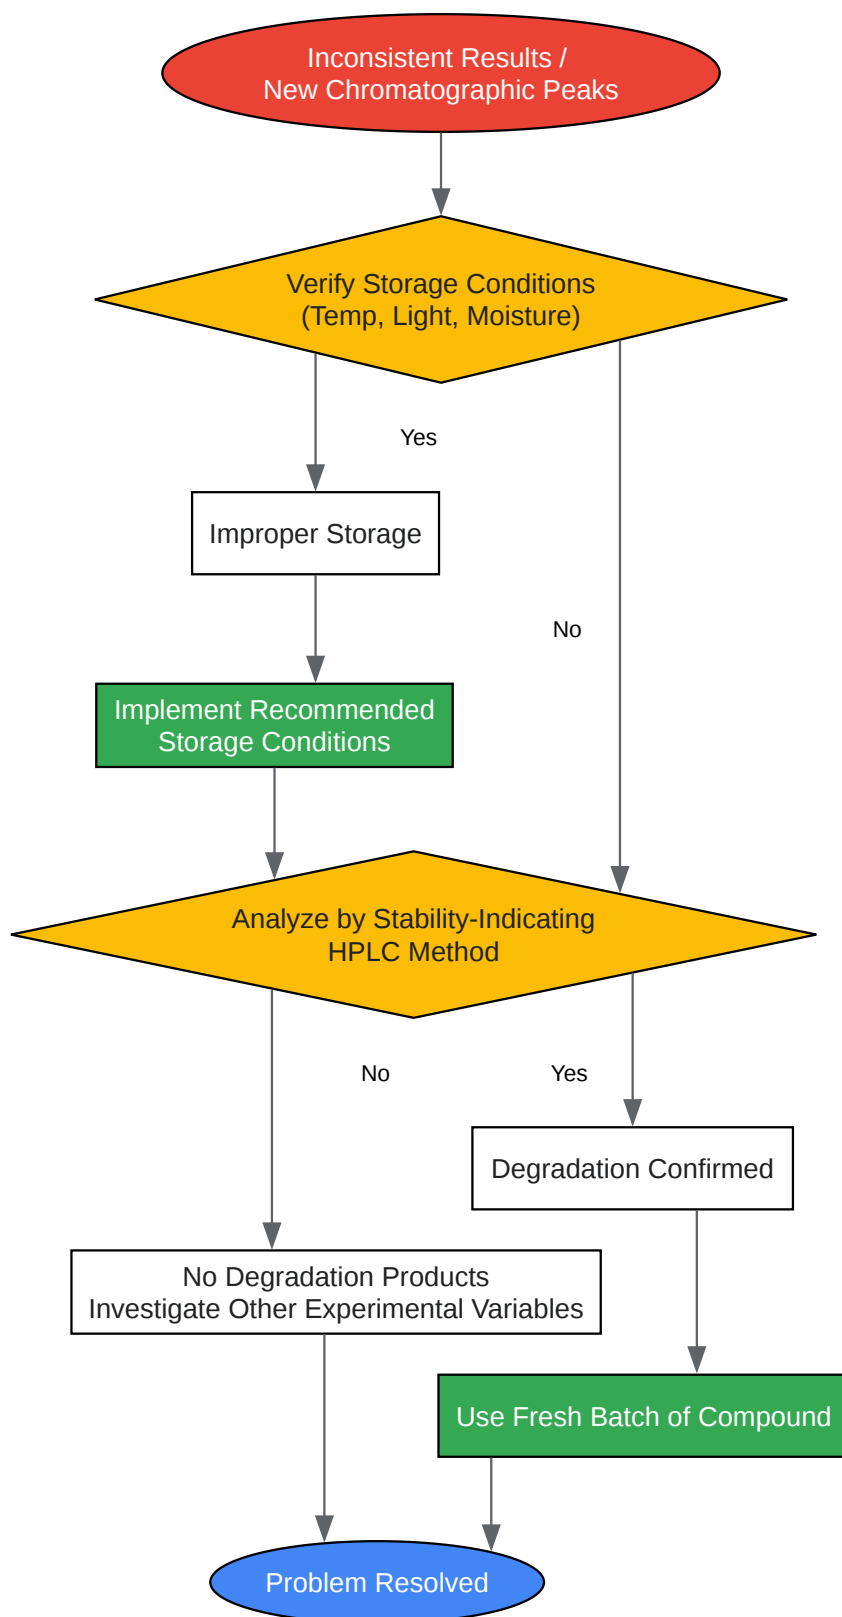 Inconsistent Results /
New Chromatographic Peaks
Verify Storage Conditions
(Temp, Light, Moisture)
Yes
Improper Storage
No
Implement Recommended
Storage Conditions
Analyze by Stability-Indicating
HPLC Method
No
Yes
Degradation Confirmed
No Degradation Products
Investigate Other Experimental Variables
Use Fresh Batch of Compound
Problem Resolved